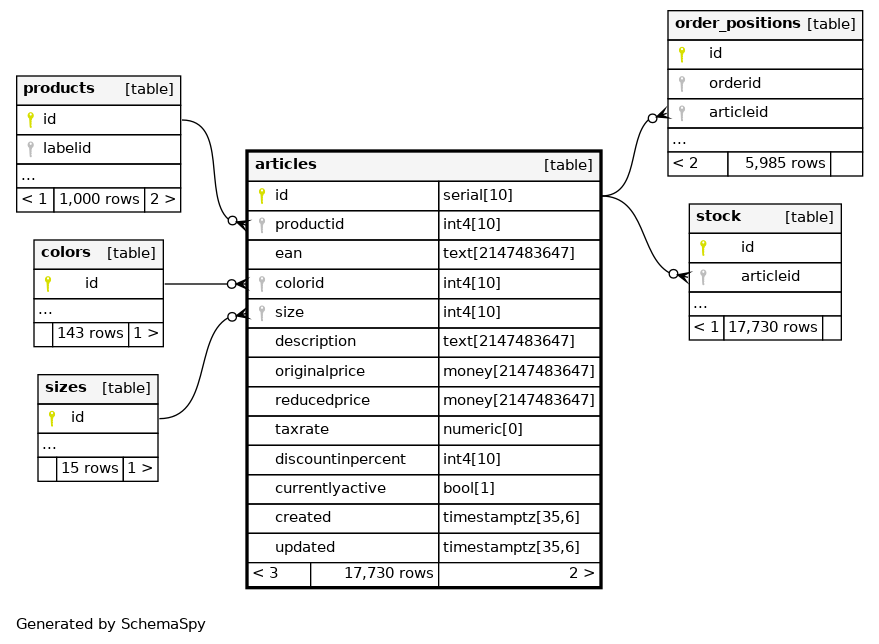 products [table]
id
labelid
...
< 1 1,000 rows 2 >
colors [table]
id
...
143 rows 1 >
sizes [table]
id
...
15 rows 1 >
articles [table]
id serial[10]
productid int4[10]
ean text[2147483647]
colorid int4[10]
size int4[10]
description text[2147483647]
originalprice money[2147483647]
reducedprice money[2147483647]
taxrate numeric[0]
discountinpercent int4[10]
currentlyactive bool[1]
created timestamptz[35,6]
updated timestamptz[35,6]
< 3 17,730 rows 2 >
order_positions [table]
id
orderid
articleid
...
< 2 5,985 rows
stock [table]
id
articleid
...
< 1 17,730 rows
Generated by SchemaSpy